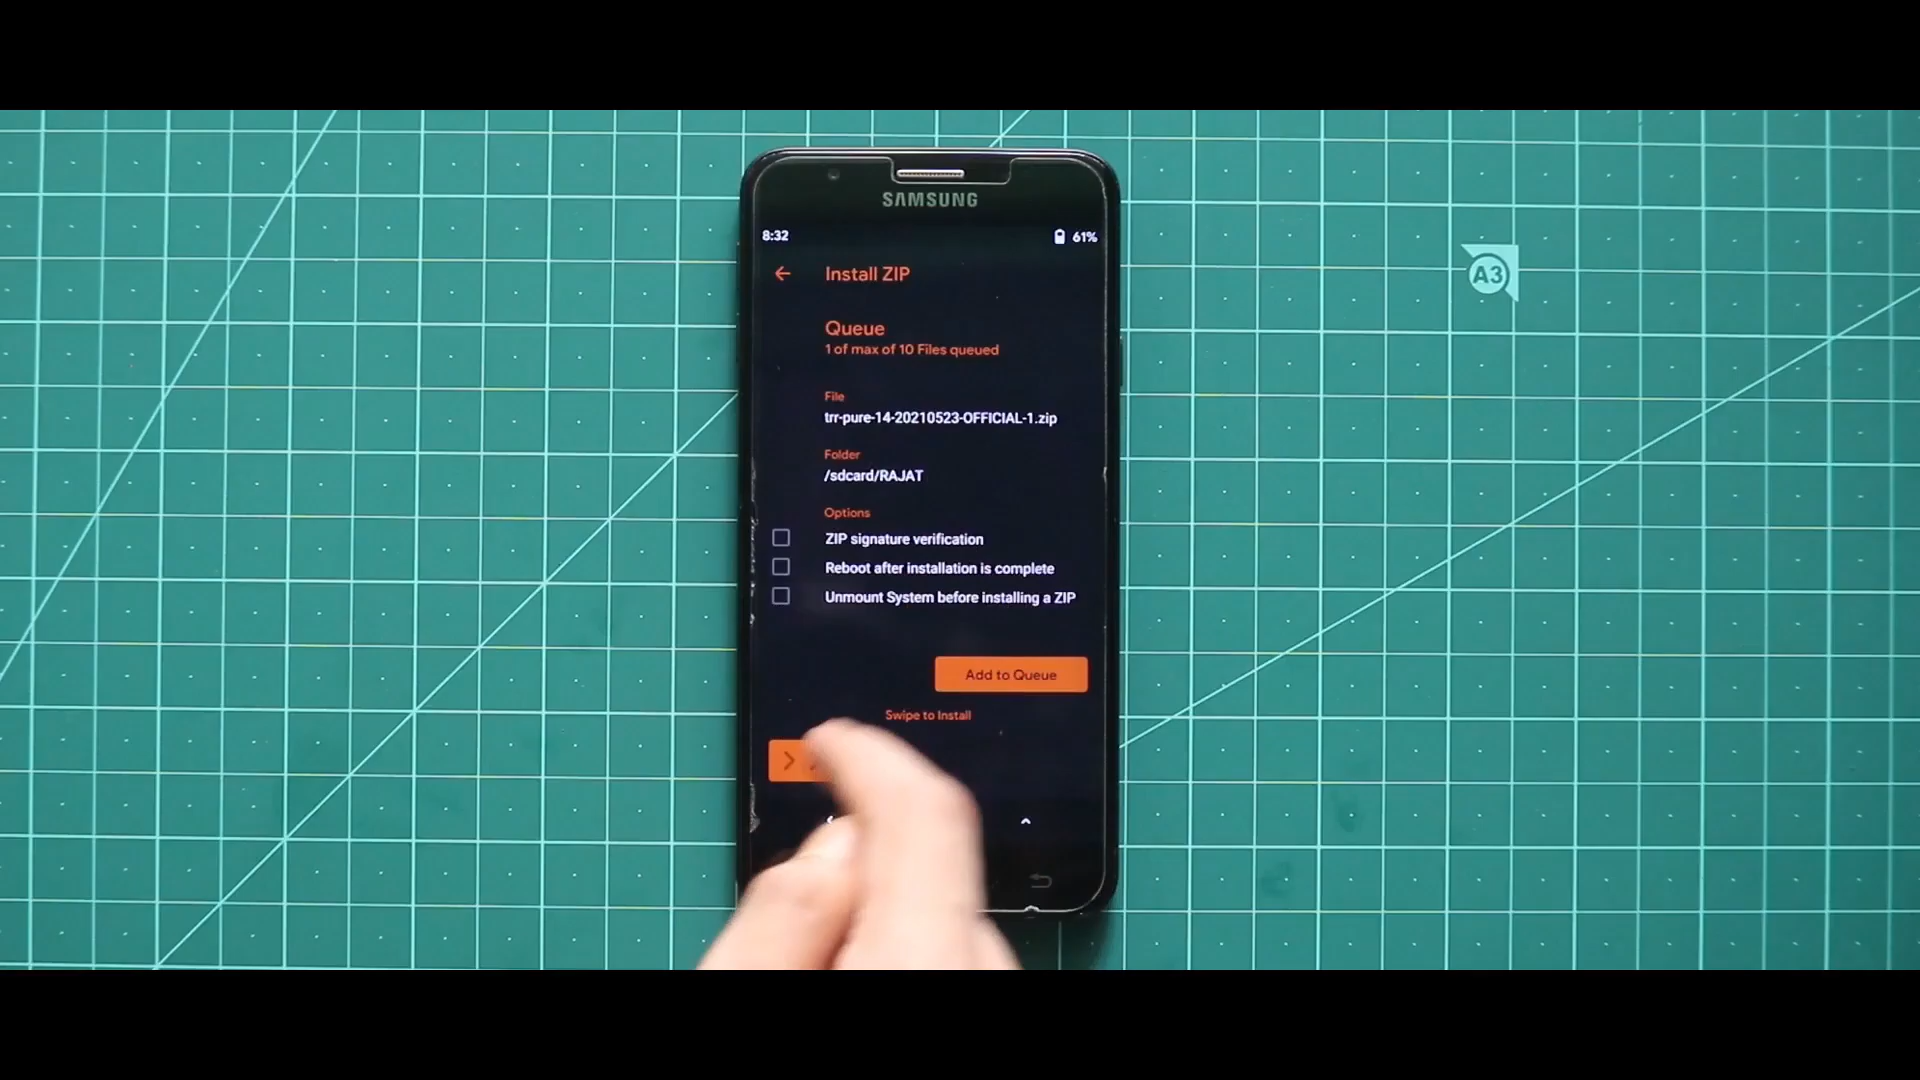 SAMSUNG
8:32
61%
Install ZIP
Queue
1 of max of 10 Files queued
File
trr-pure-14-20210523-OFFICIAL-1.zip
Folder
/sdcard/RAJAT
Options
ZIP signature verification
Reboot after installation is complete
Unmount System before installing a ZIP
Add to Queue
Swipe to Install
A3